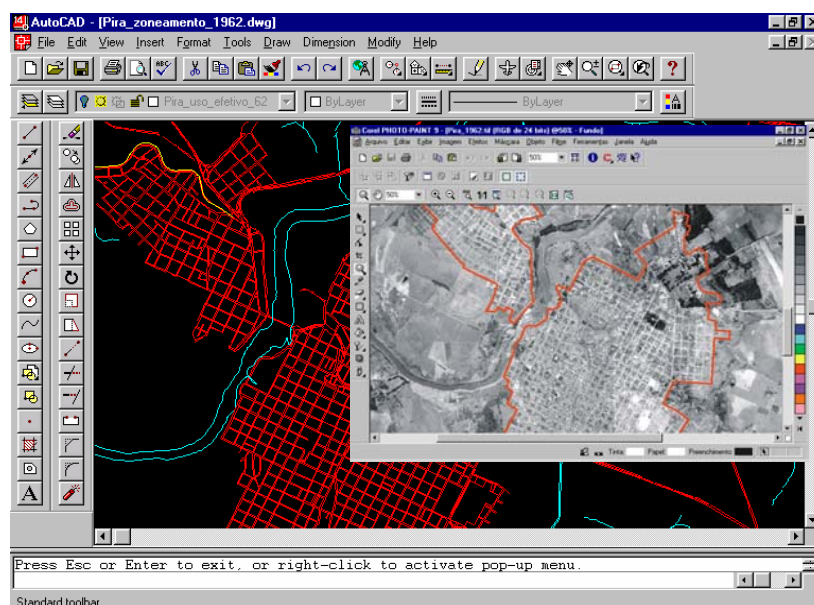 AutoCAD - [Pira_zoneamento_1962.dwg]
File Edit View Insert Format Tools Draw Dimension Modify Help
Pira_uso_efetivo_62 ByLayer ByLayer
Corel PHOTO-PAINT 9 - [Pira_1962.tif (RGB de 24 bits) @50% - Fundo]
Arquivo Editar Exibir Imagem Efeitos Máscara Objeto Filme Ferramentas Janela Ajuda
50%
50%
Tinta: Papel: Preenchimento:
A
Press Esc or Enter to exit, or right-click to activate pop-up menu.
Standard toolbar